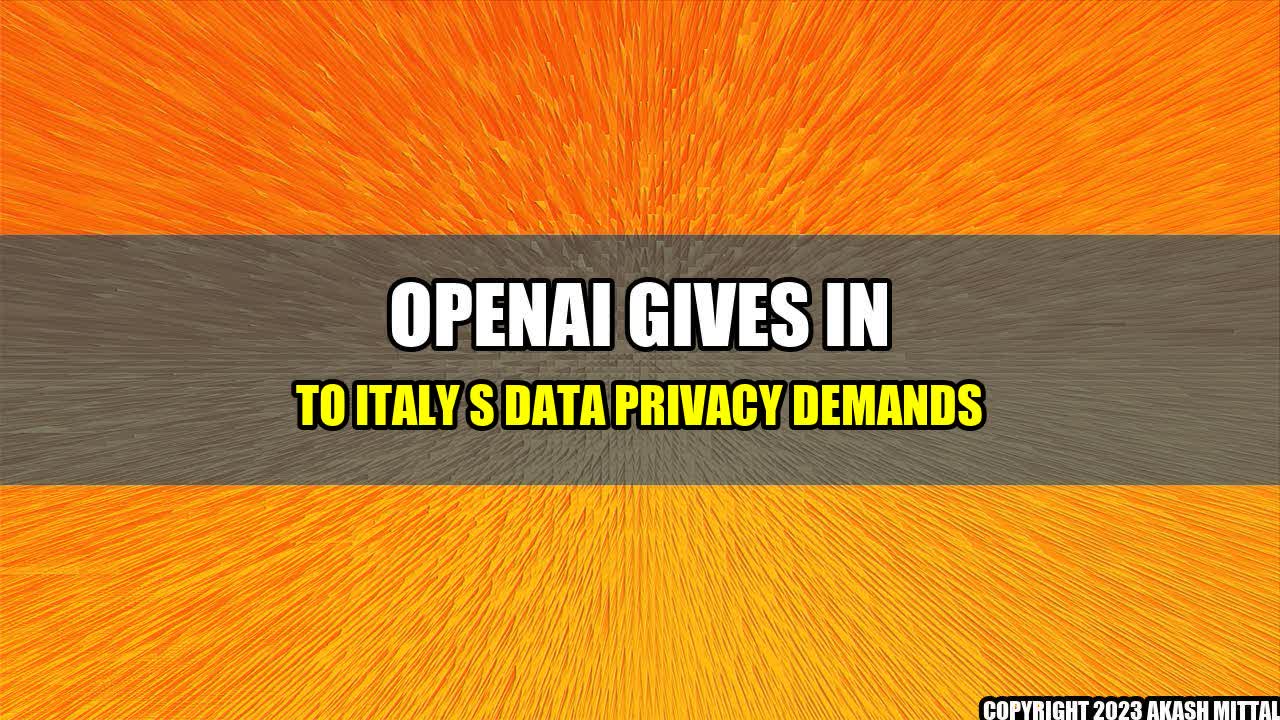 OPENAI GIVES IN
TO ITALY S DATA PRIVACY DEMANDS
COPYRIGHT 2023 AKASH MITTAL